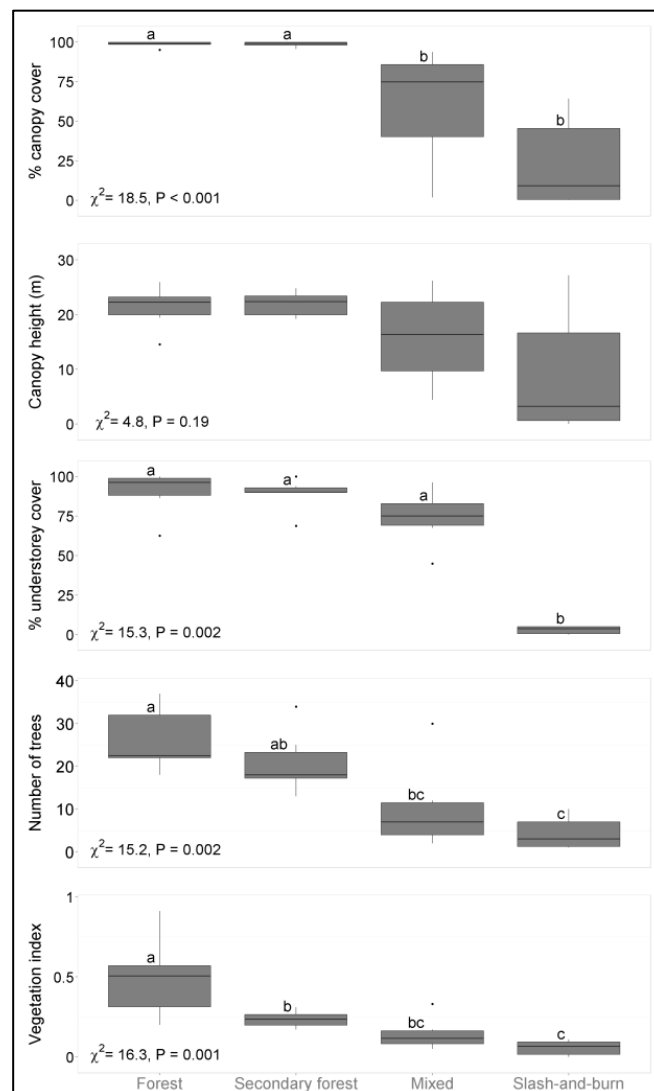 % canopy cover
100
75
50
25
0
a
a
b
b
χ²= 18.5, P < 0.001
Canopy height (m)
30
20
10
0
χ²= 4.8, P = 0.19
% understorey cover
100
75
50
25
0
a
a
a
b
χ²= 15.3, P = 0.002
Number of trees
40
30
20
10
0
a
ab
bc
c
χ²= 15.2, P = 0.002
Vegetation index
1
0.5
0
a
b
bc
c
χ²= 16.3, P = 0.001
Forest
Secondary forest
Mixed
Slash-and-burn